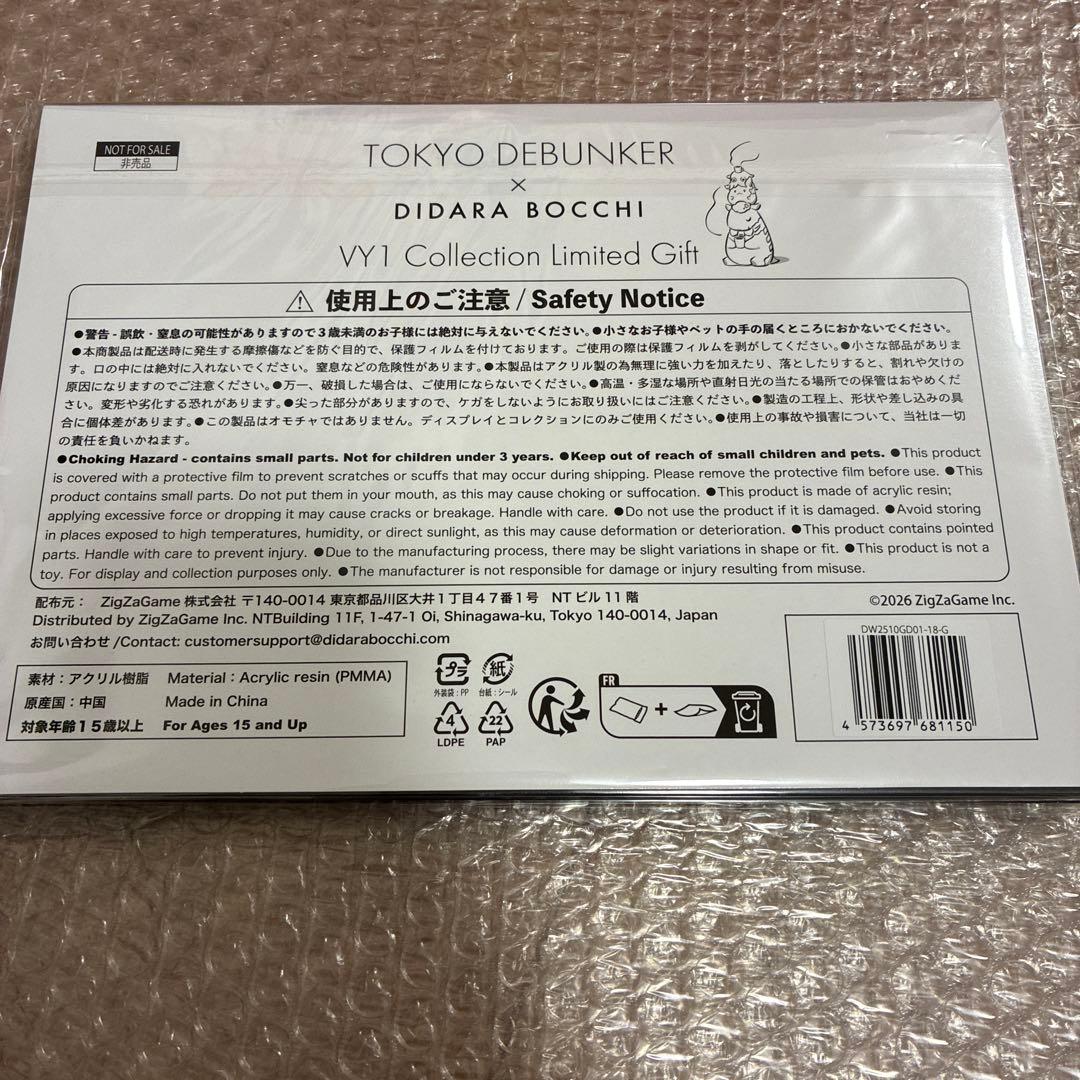 NOT FOR SALE
非売品
TOKYO DEBUNKER
×
DIDARA BOCCHI
VY1 Collection Limited Gift
⚠ 使用上のご注意 / Safety Notice
●警告 - 誤飲・窒息の可能性がありますので３歳未満のお子様には絶対に与えないでください。●小さなお子様やペットの手の届くところにおかないでください。
●本商製品は配送時に発生する摩擦傷などを防ぐ目的で、保護フィルムを付けております。ご使用の際は保護フィルムを剥がしてください。●小さな部品がありま
す。口の中には絶対に入れないでください。窒息などの危険性があります。●本製品はアクリル製の為無理に強い力を加えたり、落としたりすると、割れや欠けの
原因になりますのでご注意ください。●万一、破損した場合は、ご使用にならないでください。●高温・多湿な場所や直射日光の当たる場所での保管はおやめくだ
さい。変形や劣化する恐れがあります。●尖った部分がありますので、ケガをしないようにお取り扱いにはご注意ください。●製造の工程上、形状や差し込みの具
合に個体差があります。●この製品はオモチャではありません。ディスプレイとコレクションにのみご使用ください。●使用上の事故や損害について、当社は一切
の責任を負いかねます。
●Choking Hazard - contains small parts. Not for children under 3 years. ●Keep out of reach of small children and pets. ●This product
is covered with a protective film to prevent scratches or scuffs that may occur during shipping. Please remove the protective film before use. ●This
product contains small parts. Do not put them in your mouth, as this may cause choking or suffocation. ●This product is made of acrylic resin;
applying excessive force or dropping it may cause cracks or breakage. Handle with care. ●Do not use the product if it is damaged. ●Avoid storing
in places exposed to high temperatures, humidity, or direct sunlight, as this may cause deformation or deterioration. ●This product contains pointed
parts. Handle with care to prevent injury. ●Due to the manufacturing process, there may be slight variations in shape or fit. ●This product is not a
toy. For display and collection purposes only. ●The manufacturer is not responsible for damage or injury resulting from misuse.
配布元： ZigZaGame 株式会社 〒140-0014 東京都品川区大井１丁目４７番１号 NT ビル 11 階
©2026 ZigZaGame Inc.
Distributed by ZigZaGame Inc. NTBuilding 11F, 1-47-1 Oi, Shinagawa-ku, Tokyo 140-0014, Japan
お問い合わせ /Contact: customersupport@didarabocchi.com
素材：アクリル樹脂 Material : Acrylic resin (PMMA)
原産国：中国 Made in China
対象年齢１５歳以上 For Ages 15 and Up
プラ
外装袋：PP
紙
台紙：シール
4
LDPE
22
PAP
FR
+
DW2510GD01-18-G
4 573697 681150